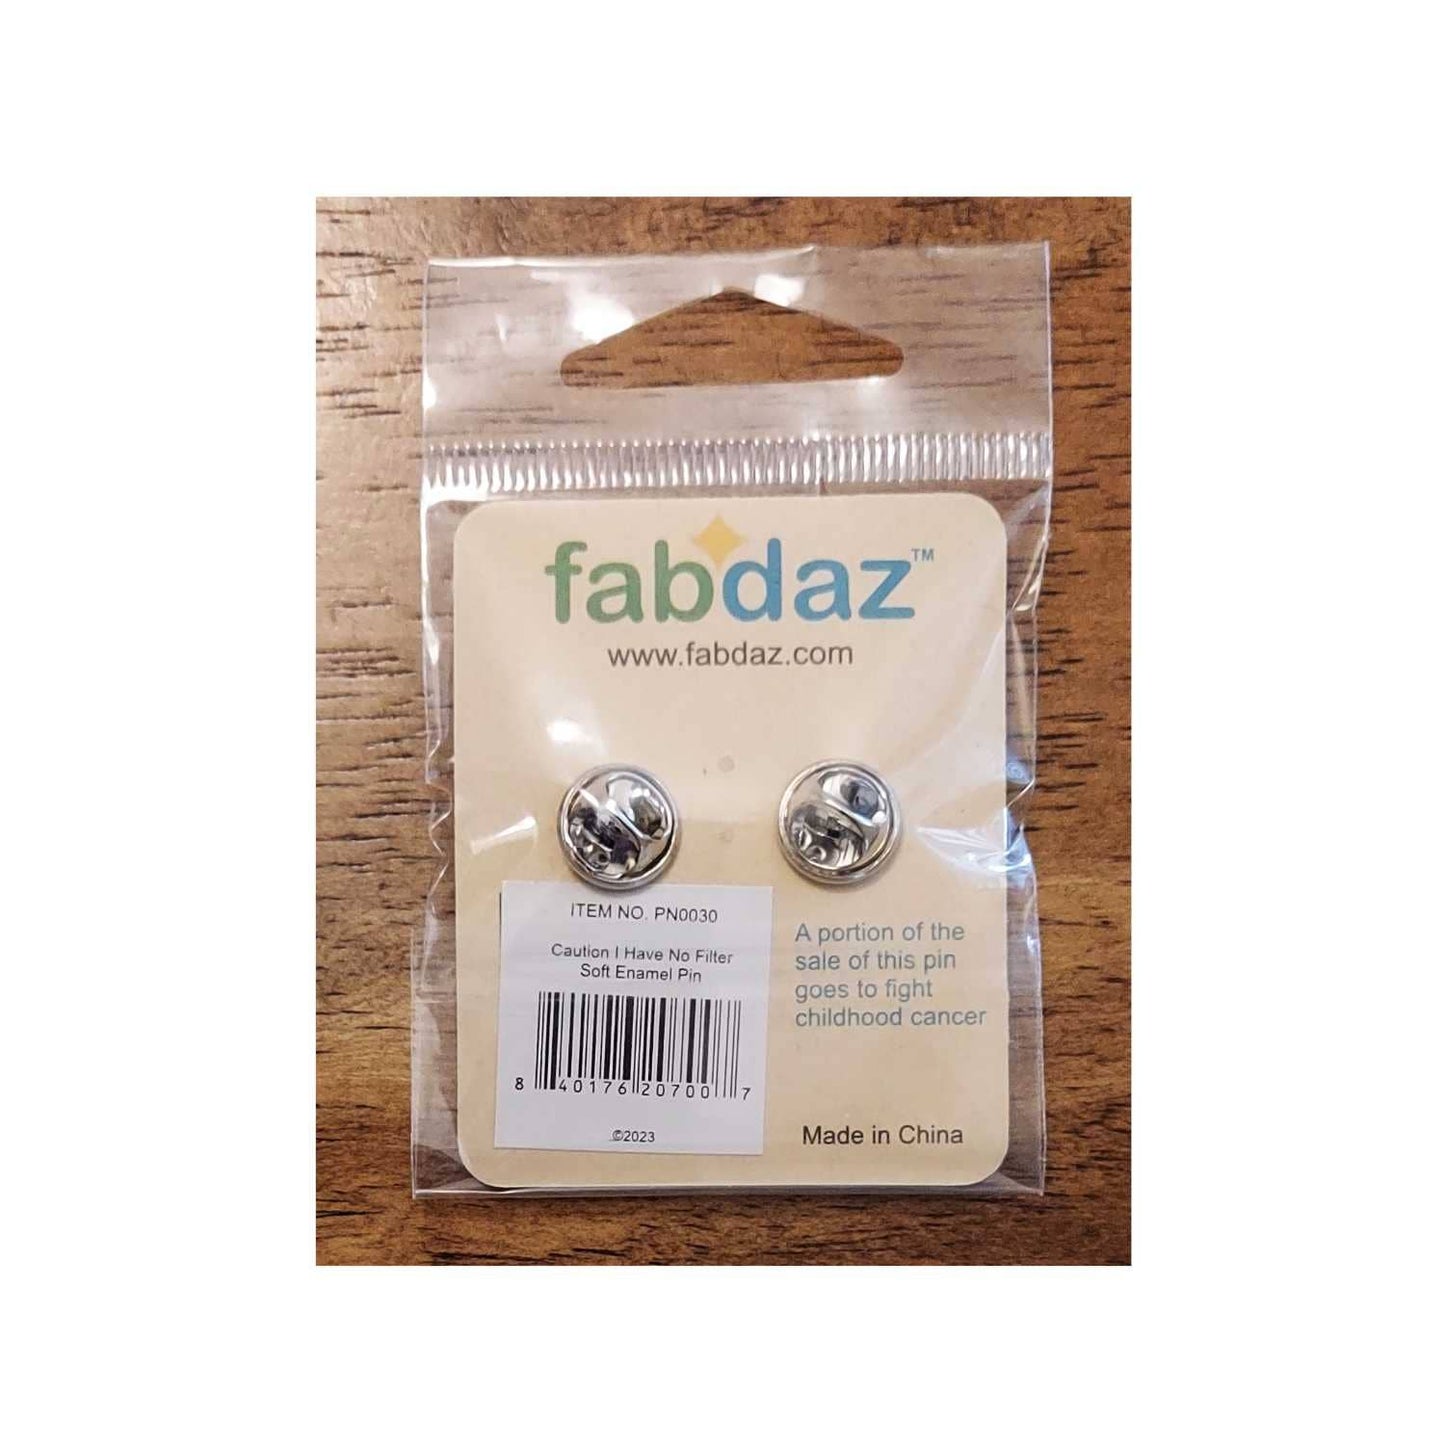 fabdaz™
www.fabdaz.com
ITEM NO. PN0030
Caution I Have No Filter
Soft Enamel Pin
8 40176 20700 7
©2023
A portion of the
sale of this pin
goes to fight
childhood cancer
Made in China